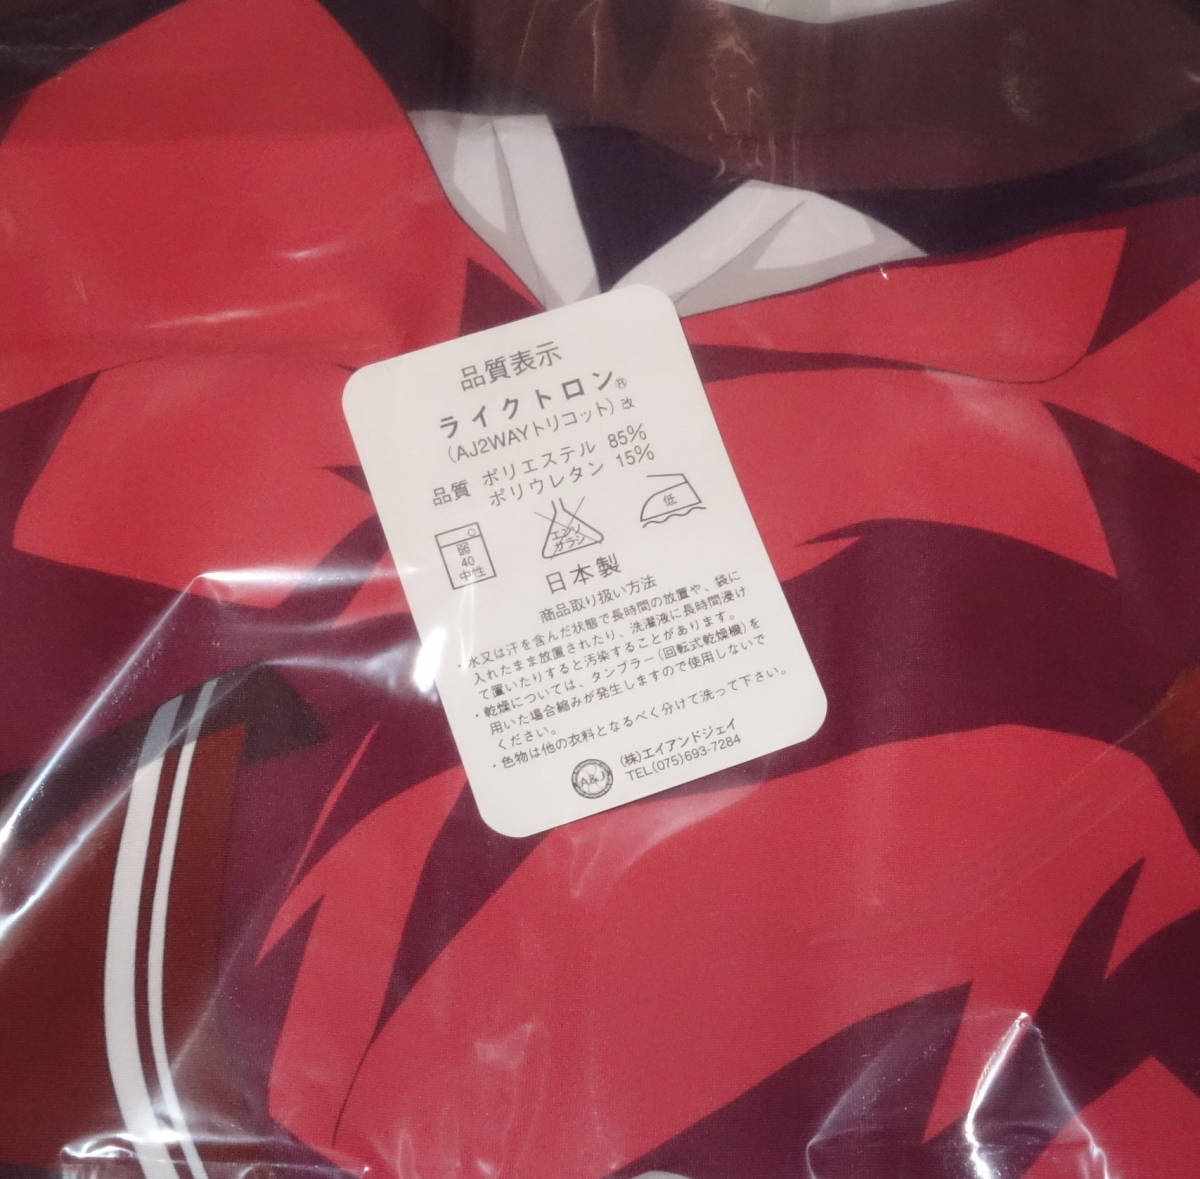 品質表示
ライクトロン®
(AJ2WAYトリコット)改
品質 ポリエステル 85%
ポリウレタン 15%
弱
40
中性
エンソ
サラシ
低
日本製
商品取り扱い方法
・水又は汗を含んだ状態で長時間の放置や、袋に
入れたまま放置されたり、洗濯液に長時間浸け
て置いたりすると汚染することがあります。
・乾燥については、タンブラー(回転式乾燥機)を
用いた場合縮みが発生しますので使用しないで
ください。
・色物は他の衣料となるべく分けて洗って下さい。
A&J
(株)エイアンドジェイ
TEL(075)693-7284